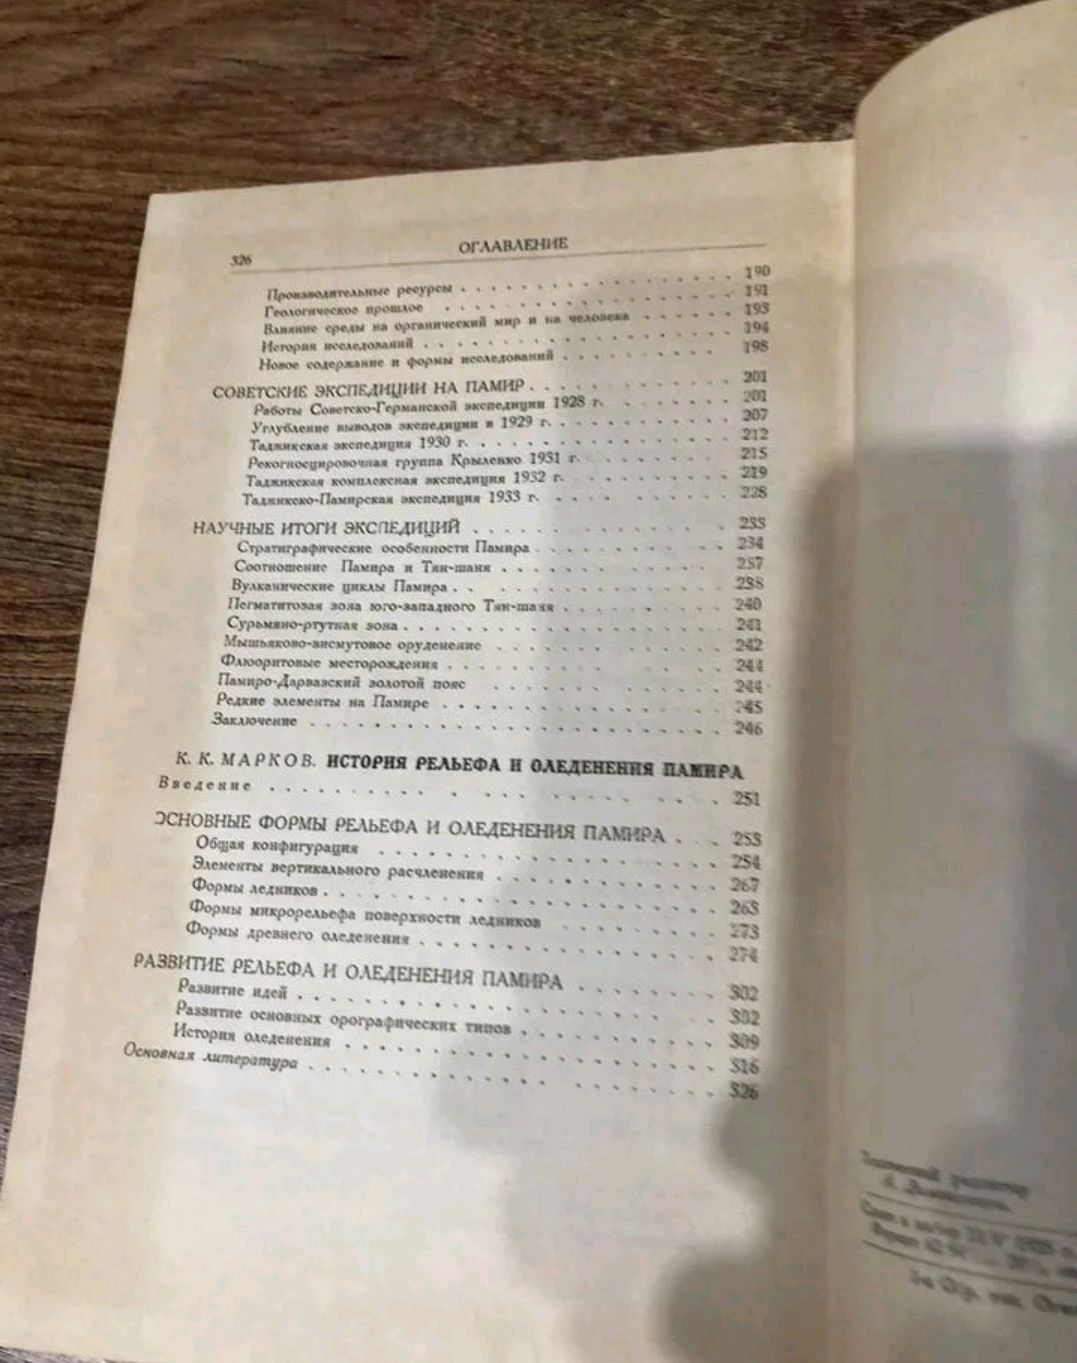 326 ОГЛАВЛЕНИЕ
Производительные ресурсы 190
Геологическое прошлое 191
Влияние среды на органический мир и на человека 193
История исследований 194
Новое содержание и формы исследований 198
СОВЕТСКИЕ ЭКСПЕДИЦИИ НА ПАМИР 201
Работы Советско-Германской экспедиции 1928 г. 201
Углубление выводов экспедиции в 1929 г. 207
Таджикская экспедиция 1930 г. 212
Рекогносцировочная группа Крыленко 1931 г. 215
Таджикская комплексная экспедиция 1932 г. 219
Таджикско-Памирская экспедиция 1933 г. 228
НАУЧНЫЕ ИТОГИ ЭКСПЕДИЦИЙ 233
Стратиграфические особенности Памира 234
Соотношение Памира и Тян-шаня 237
Вулканические циклы Памира 238
Пегматитовая зона юго-западного Тян-шаня 240
Сурьмяно-ртутная зона 241
Мышьяково-висмутовое оруденение 242
Флюоритовые месторождения 244
Памиро-Дарвазский золотой пояс 244
Редкие элементы на Памире 245
Заключение 246
К. К. МАРКОВ. ИСТОРИЯ РЕЛЬЕФА И ОЛЕДЕНЕНИЯ ПАМИРА
Введение 251
ОСНОВНЫЕ ФОРМЫ РЕЛЬЕФА И ОЛЕДЕНЕНИЯ ПАМИРА 253
Общая конфигурация 254
Элементы вертикального расчленения 267
Формы ледников 263
Формы микрорельефа поверхности ледников 273
Формы древнего оледенения 274
РАЗВИТИЕ РЕЛЬЕФА И ОЛЕДЕНЕНИЯ ПАМИРА 302
Развитие идей 302
Развитие основных орографических типов 309
История оледенения 316
Основная литература 326
редактор